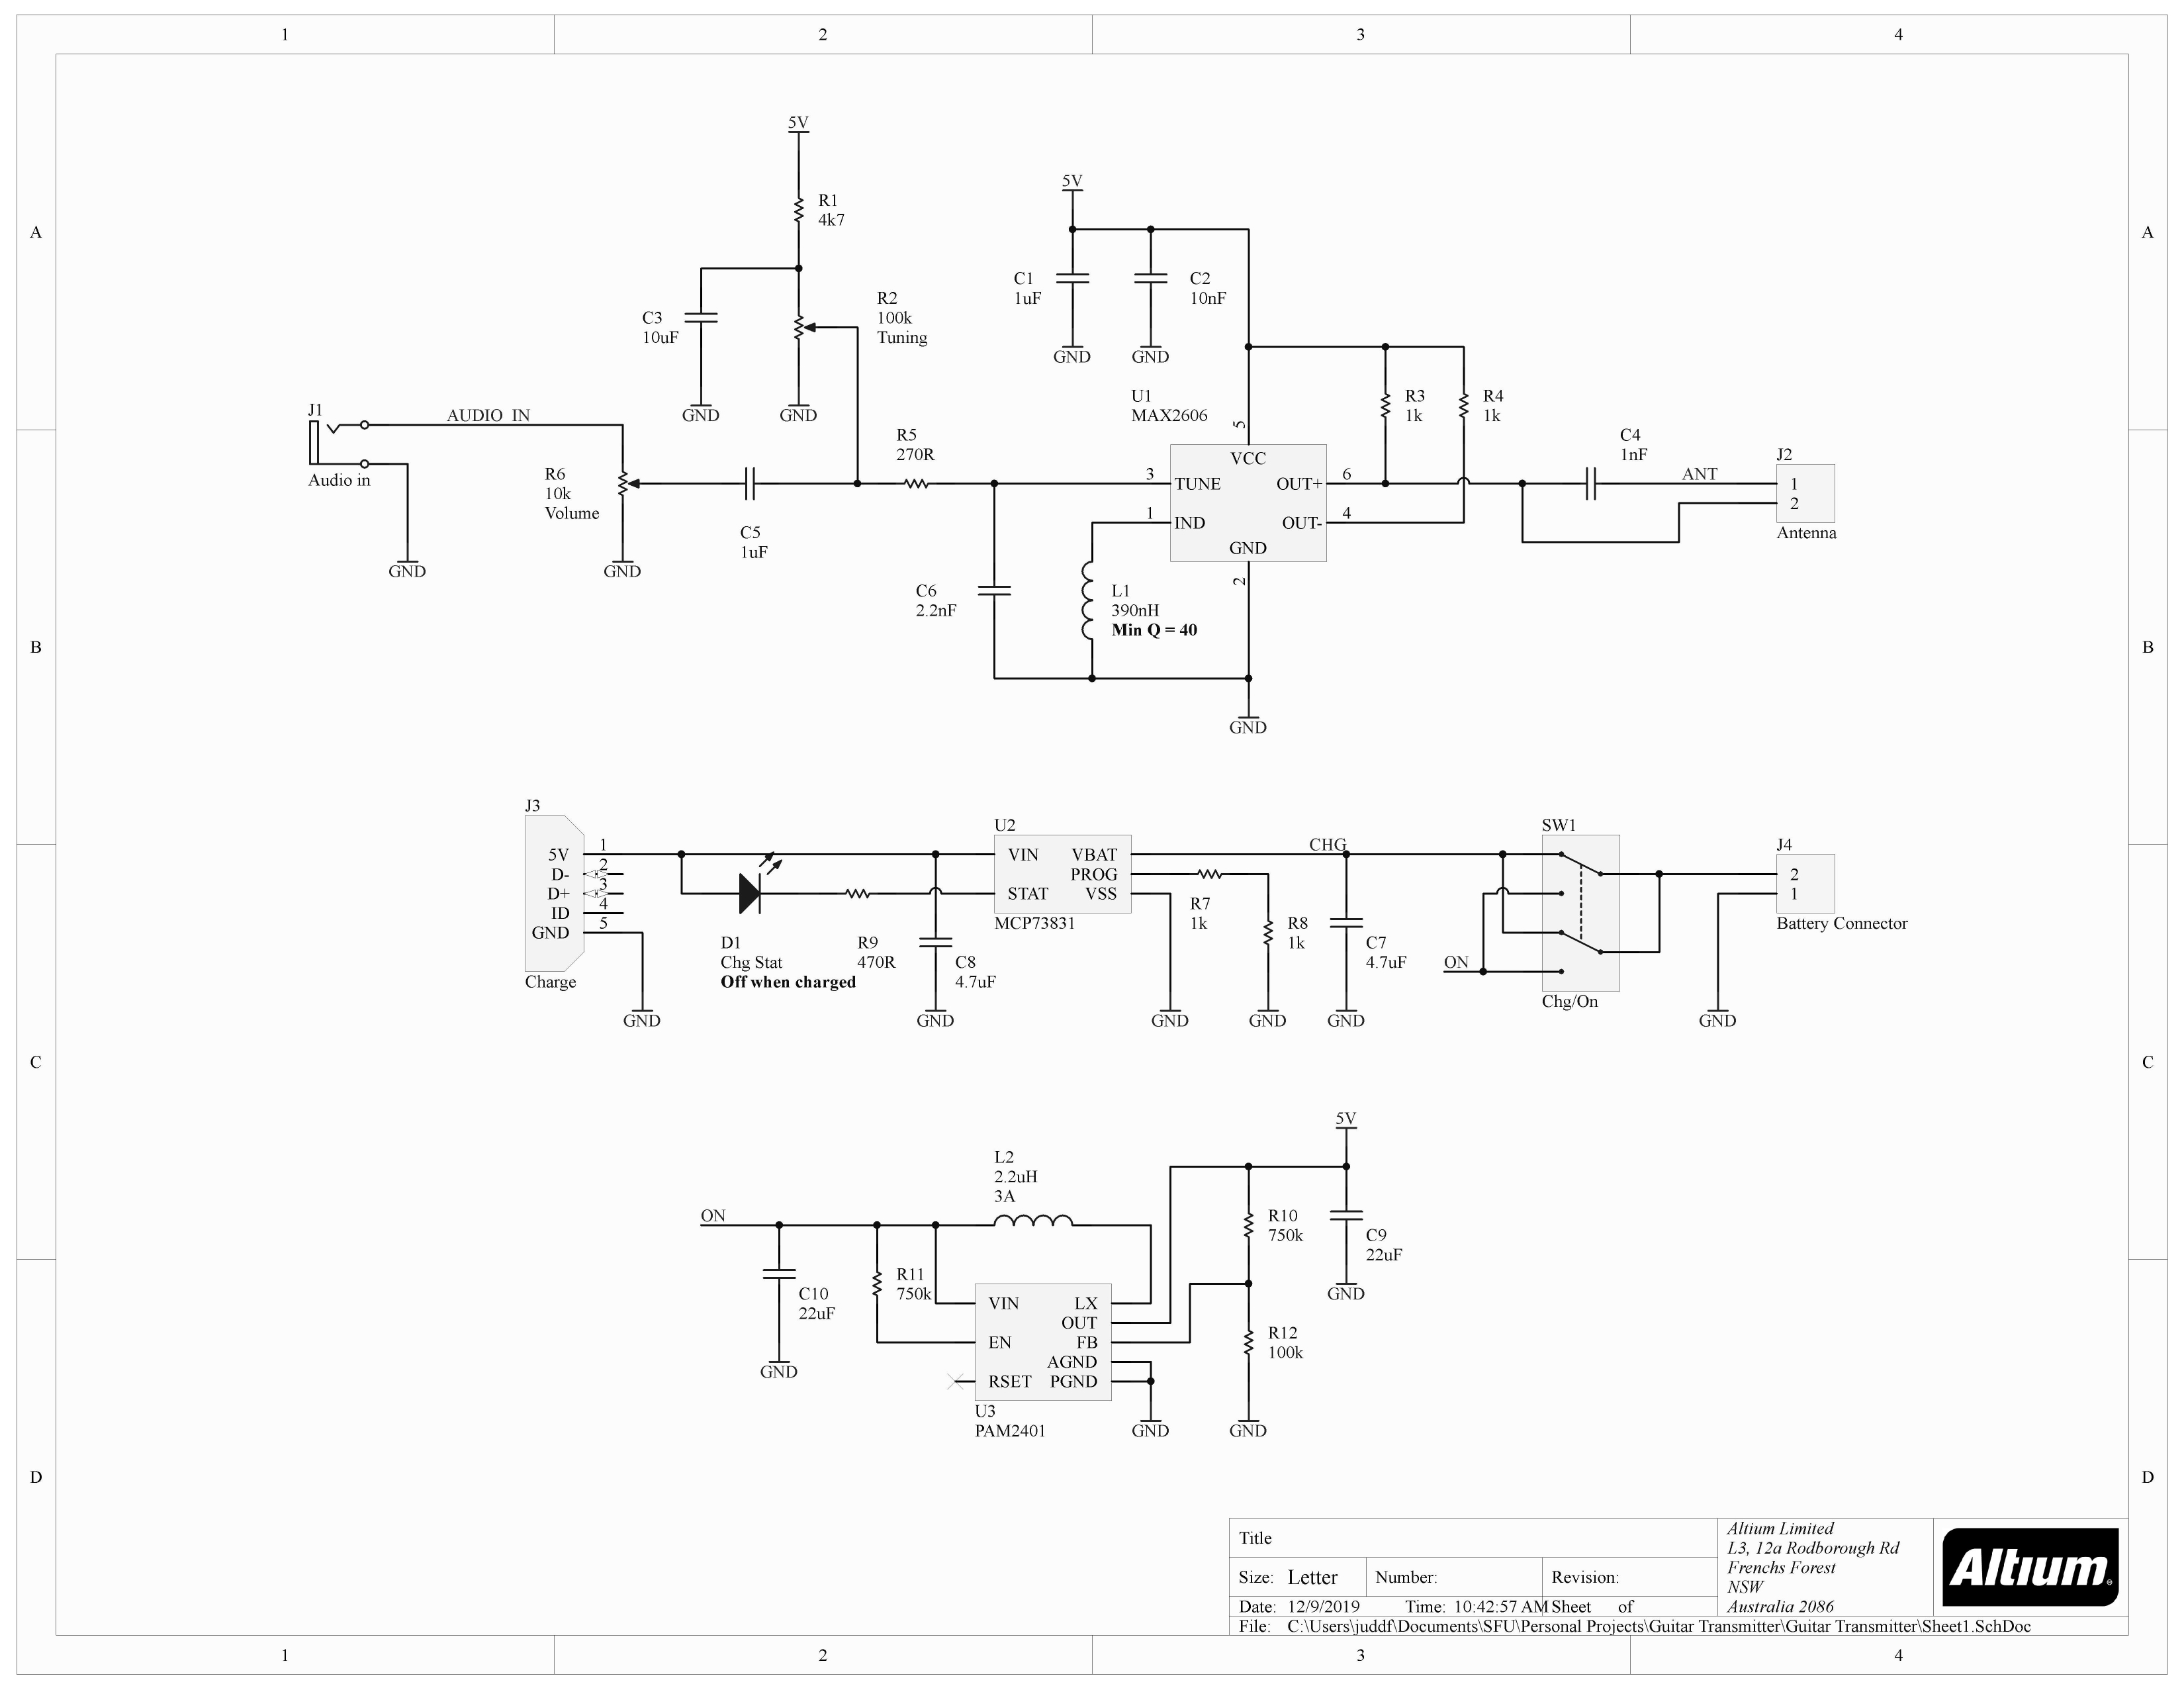 1
2
3
4
A
A
5V
R1
4k7
5V
C1
1uF
C2
10nF
R2
100k
Tuning
C3
10uF
GND
GND
GND
GND
U1
MAX2606
5
R3
1k
R4
1k
J1
AUDIO IN
Audio in
GND
R6
10k
Volume
GND
C5
1uF
R5
270R
3
TUNE
VCC
OUT+
6
1
IND
OUT-
4
GND
2
C4
1nF
ANT
J2
1
2
Antenna
C6
2.2nF
L1
390nH
Min Q = 40
GND
B
B
J3
5V
1
D-
2
D+
3
ID
4
GND
5
Charge
GND
D1
Chg Stat
Off when charged
R9
470R
C8
4.7uF
GND
U2
VIN
VBAT
PROG
STAT
VSS
MCP73831
GND
R7
1k
R8
1k
GND
CHG
C7
4.7uF
GND
ON
SW1
Chg/On
J4
2
1
Battery Connector
GND
C
C
ON
C10
22uF
GND
R11
750k
L2
2.2uH
3A
VIN
LX
OUT
EN
FB
AGND
RSET
PGND
U3
PAM2401
GND
5V
R10
750k
C9
22uF
GND
R12
100k
GND
D
D
Title
Size: Letter
Number:
Revision:
Date: 12/9/2019
Time: 10:42:57 AM
Sheet of
File: C:\Users\juddf\Documents\SFU\Personal Projects\Guitar Transmitter\Guitar Transmitter\Sheet1.SchDoc
Altium Limited
L3, 12a Rodborough Rd
Frenchs Forest
NSW
Australia 2086
Altium®
1
2
3
4